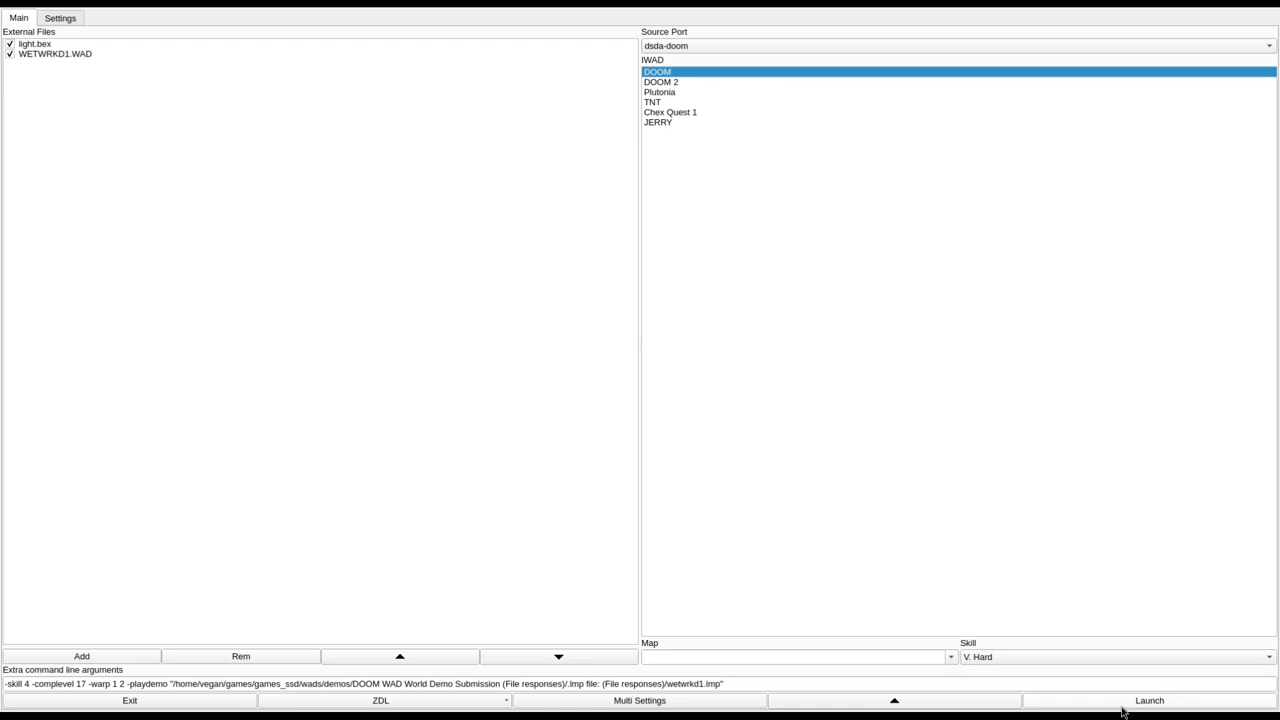 Main Settings
External Files
light.bex
WETWRKD1.WAD
Add Rem
Extra command line arguments
-skill 4 -complevel 17 -warp 1 2 -playdemo "/home/vegan/games/games_ssd/wads/demos/DOOM WAD World Demo Submission (File responses)/.lmp file: (File responses)/wetwrkd1.lmp"
Source Port
dsda-doom
IWAD
DOOM
DOOM 2
Plutonia
TNT
Chex Quest 1
JERRY
Map Skill
V. Hard
Exit ZDL Multi Settings Launch